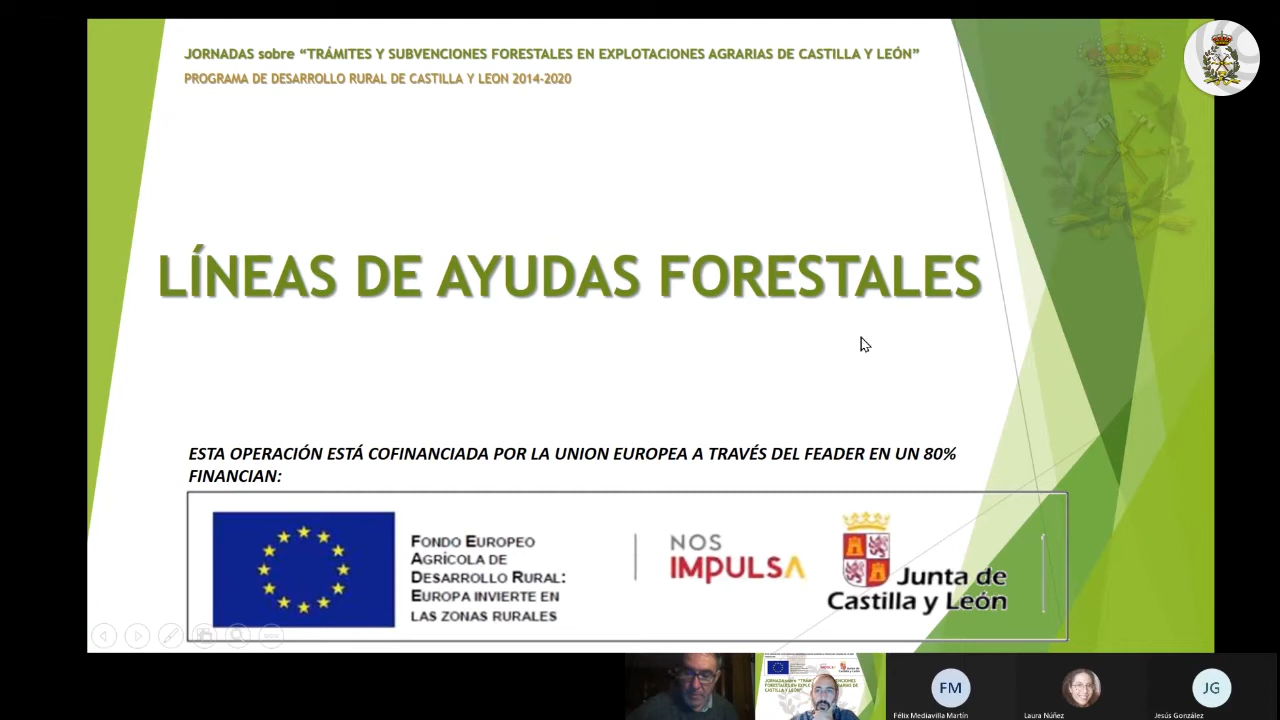 JORNADAS sobre “TRÁMITES Y SUBVENCIONES FORESTALES EN EXPLOTACIONES AGRARIAS DE CASTILLA Y LEÓN”
PROGRAMA DE DESARROLLO RURAL DE CASTILLA Y LEON 2014-2020
LÍNEAS DE AYUDAS FORESTALES
ESTA OPERACIÓN ESTÁ COFINANCIADA POR LA UNION EUROPEA A TRAVÉS DEL FEADER EN UN 80%
FINANCIAN:
FONDO EUROPEO
AGRÍCOLA DE
DESARROLLO RURAL:
EUROPA INVIERTE EN
LAS ZONAS RURALES
NOS
IMPULSA
Junta de
Castilla y León
FM
JG
Félix Mediavilla Martín
Laura Núñez
Jesús González